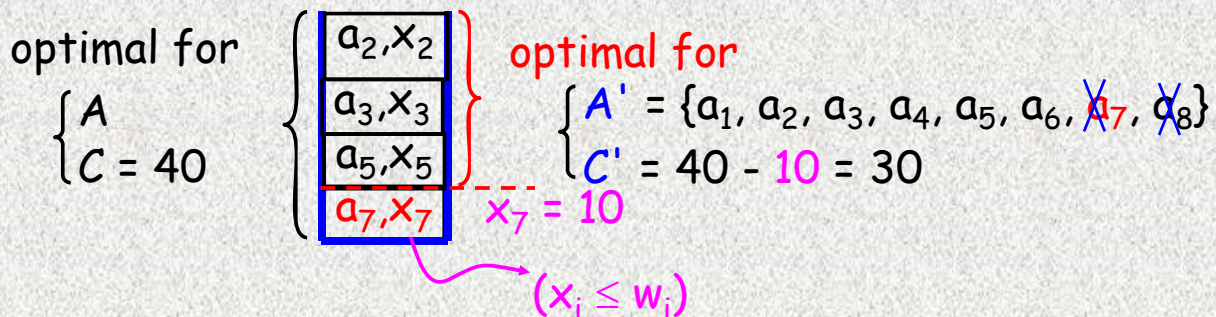 optimal for
A
C = 40
a₂,x₂
a₃,x₃
a₅,x₅
a₇,x₇
optimal for
A' = {a₁, a₂, a₃, a₄, a₅, a₆, a₇, a₈}
C' = 40 - 10 = 30
x₇ = 10
(xᵢ ≤ wᵢ)